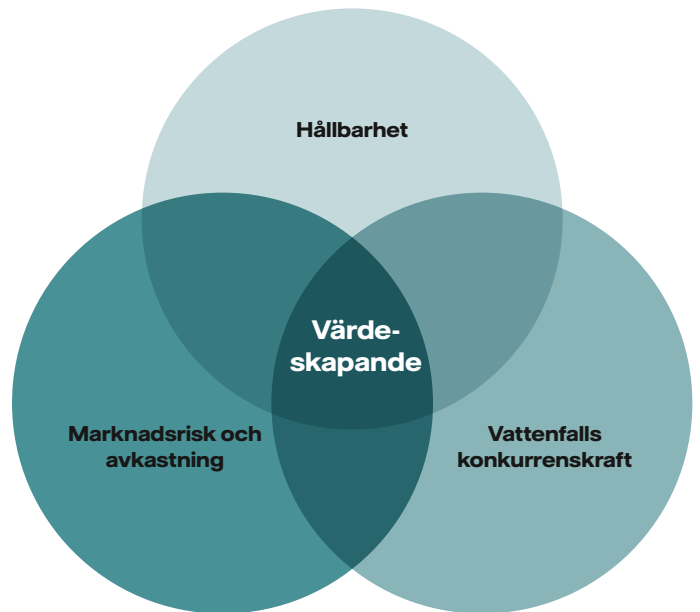 Hållbarhet
Värde-
skapande
Marknadsrisk och
avkastning
Vattenfalls
konkurrenskraft